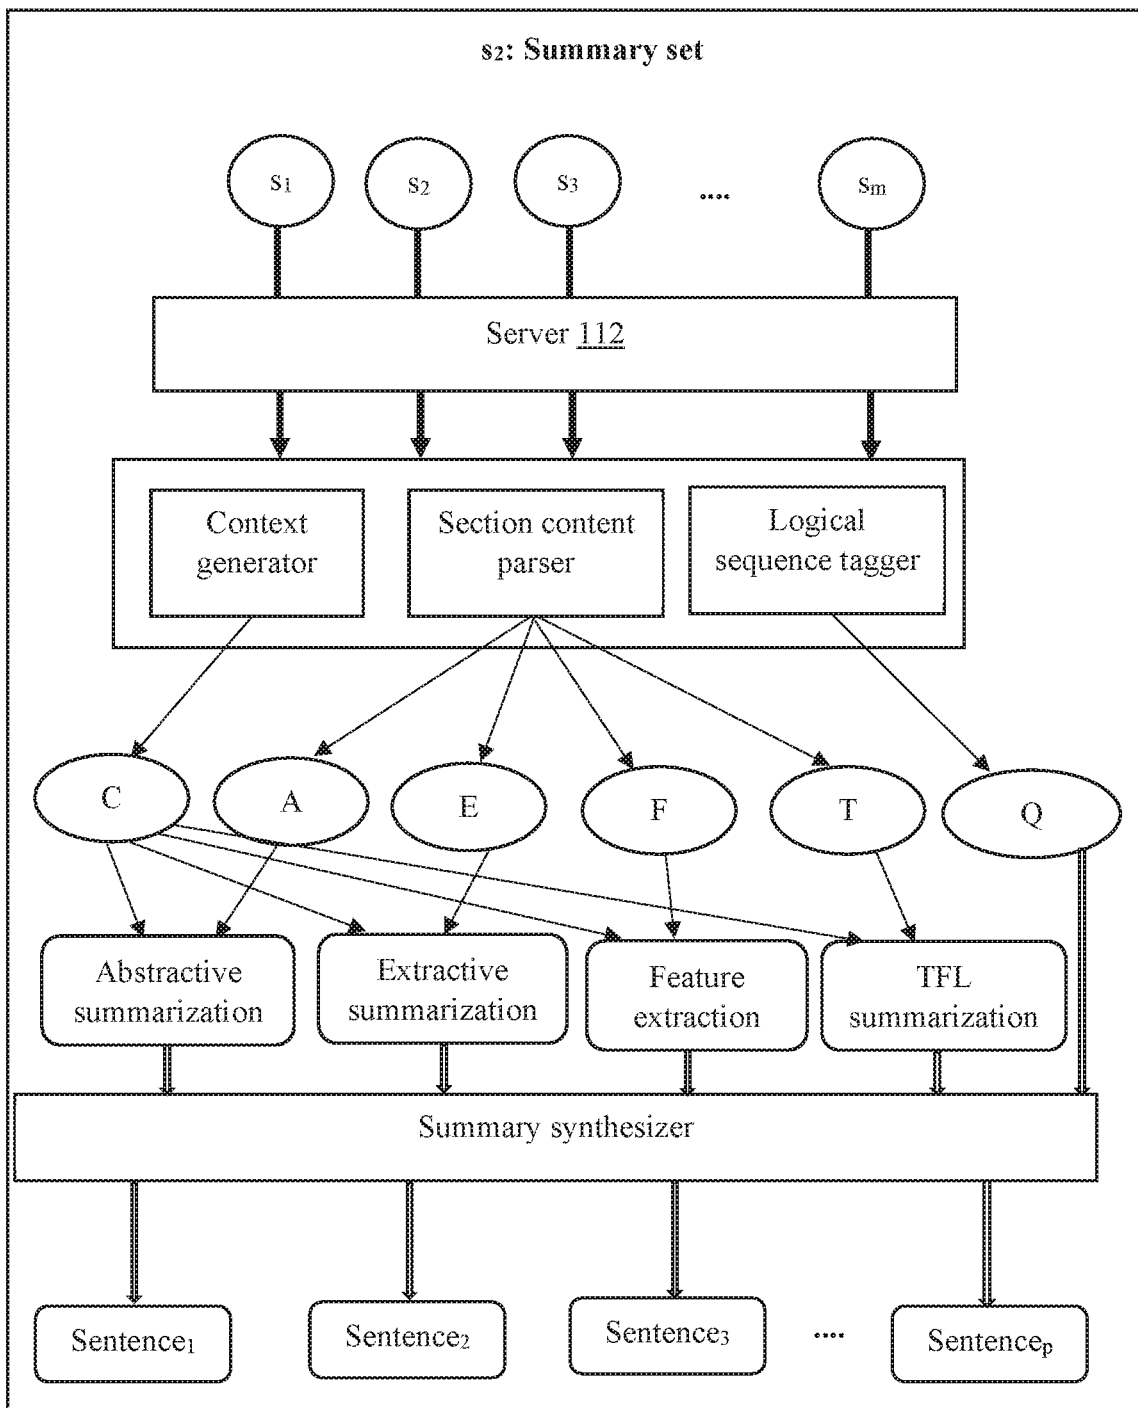 s₂: Summary set
s₁ s₂ s₃ .... sₘ
Server 112
Context
generator
Section content
parser
Logical
sequence tagger
C A E F T Q
Abstractive
summarization
Extractive
summarization
Feature
extraction
TFL
summarization
Summary synthesizer
Sentence₁ Sentence₂ Sentence₃ .... Sentenceₚ